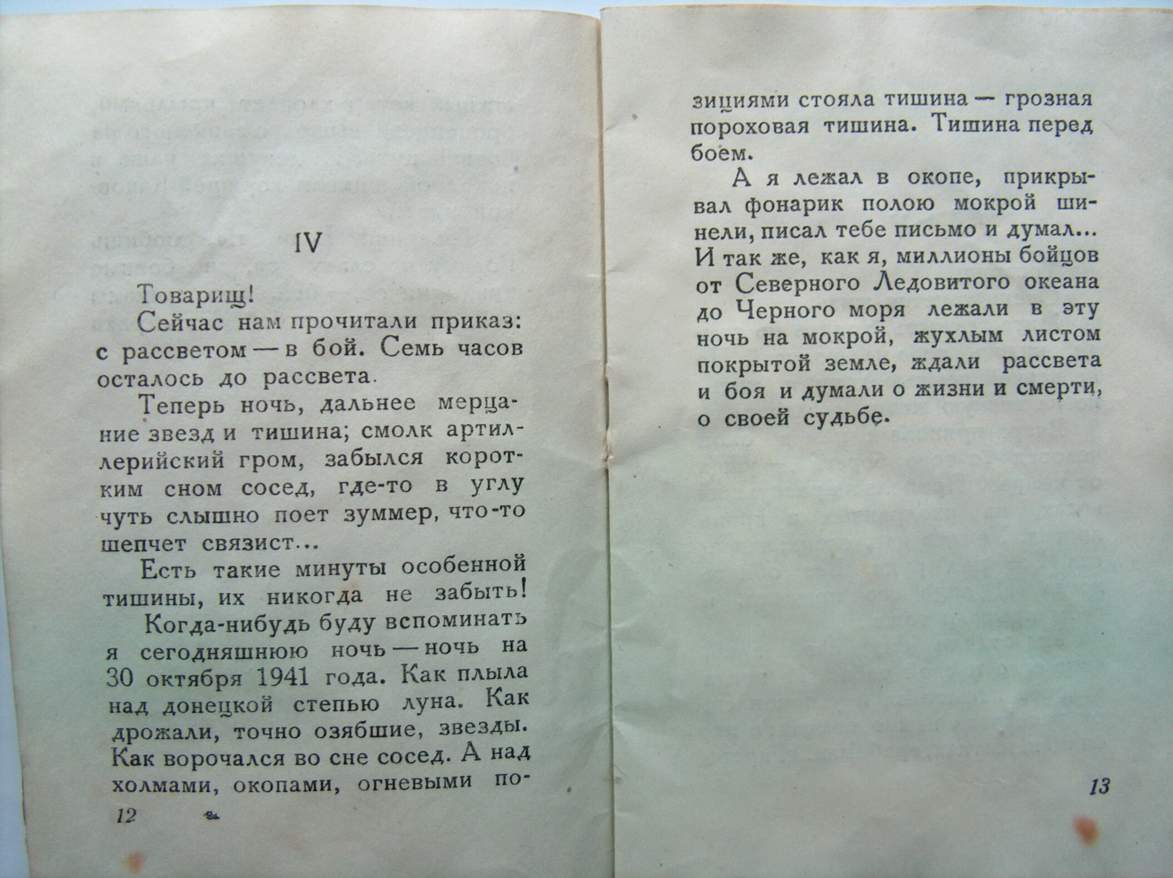 IV
Товарищ!
Сейчас нам прочитали приказ:
с рассветом — в бой. Семь часов
осталось до рассвета.
Теперь ночь, дальнее мерца-
ние звезд и тишина; смолк артил-
лерийский гром, забылся корот-
ким сном сосед, где-то в углу
чуть слышно поет зуммер, что-то
шепчет связист...
Есть такие минуты особенной
тишины, их никогда не забыть!
Когда-нибудь буду вспоминать
я сегодняшнюю ночь — ночь на
30 октября 1941 года. Как плыла
над донецкой степью луна. Как
дрожали, точно озябшие, звезды.
Как ворочался во сне сосед. А над
холмами, окопами, огневыми по-
12
зициями стояла тишина — грозная
пороховая тишина. Тишина перед
боем.
А я лежал в окопе, прикры-
вал фонарик полою мокрой ши-
нели, писал тебе письмо и думал...
И так же, как я, миллионы бойцов
от Северного Ледовитого океана
до Черного моря лежали в эту
ночь на мокрой, жухлым листом
покрытой земле, ждали рассвета
и боя и думали о жизни и смерти,
о своей судьбе.
13